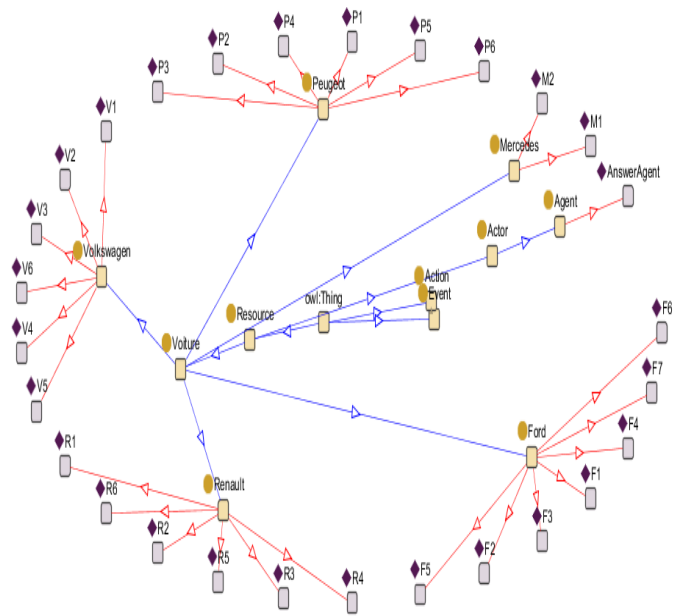 P4
P1
P2
P5
P3
P6
Peugeot
M2
V1
Mercedes
M1
V2
AnswerAgent
Agent
V3
Actor
Volkswagen
V6
Action
owl:Thing
Event
Resource
F6
V4
Voiture
F7
V5
F4
Ford
R1
F1
R6
Renault
F3
R2
F2
R5
F5
R3
R4